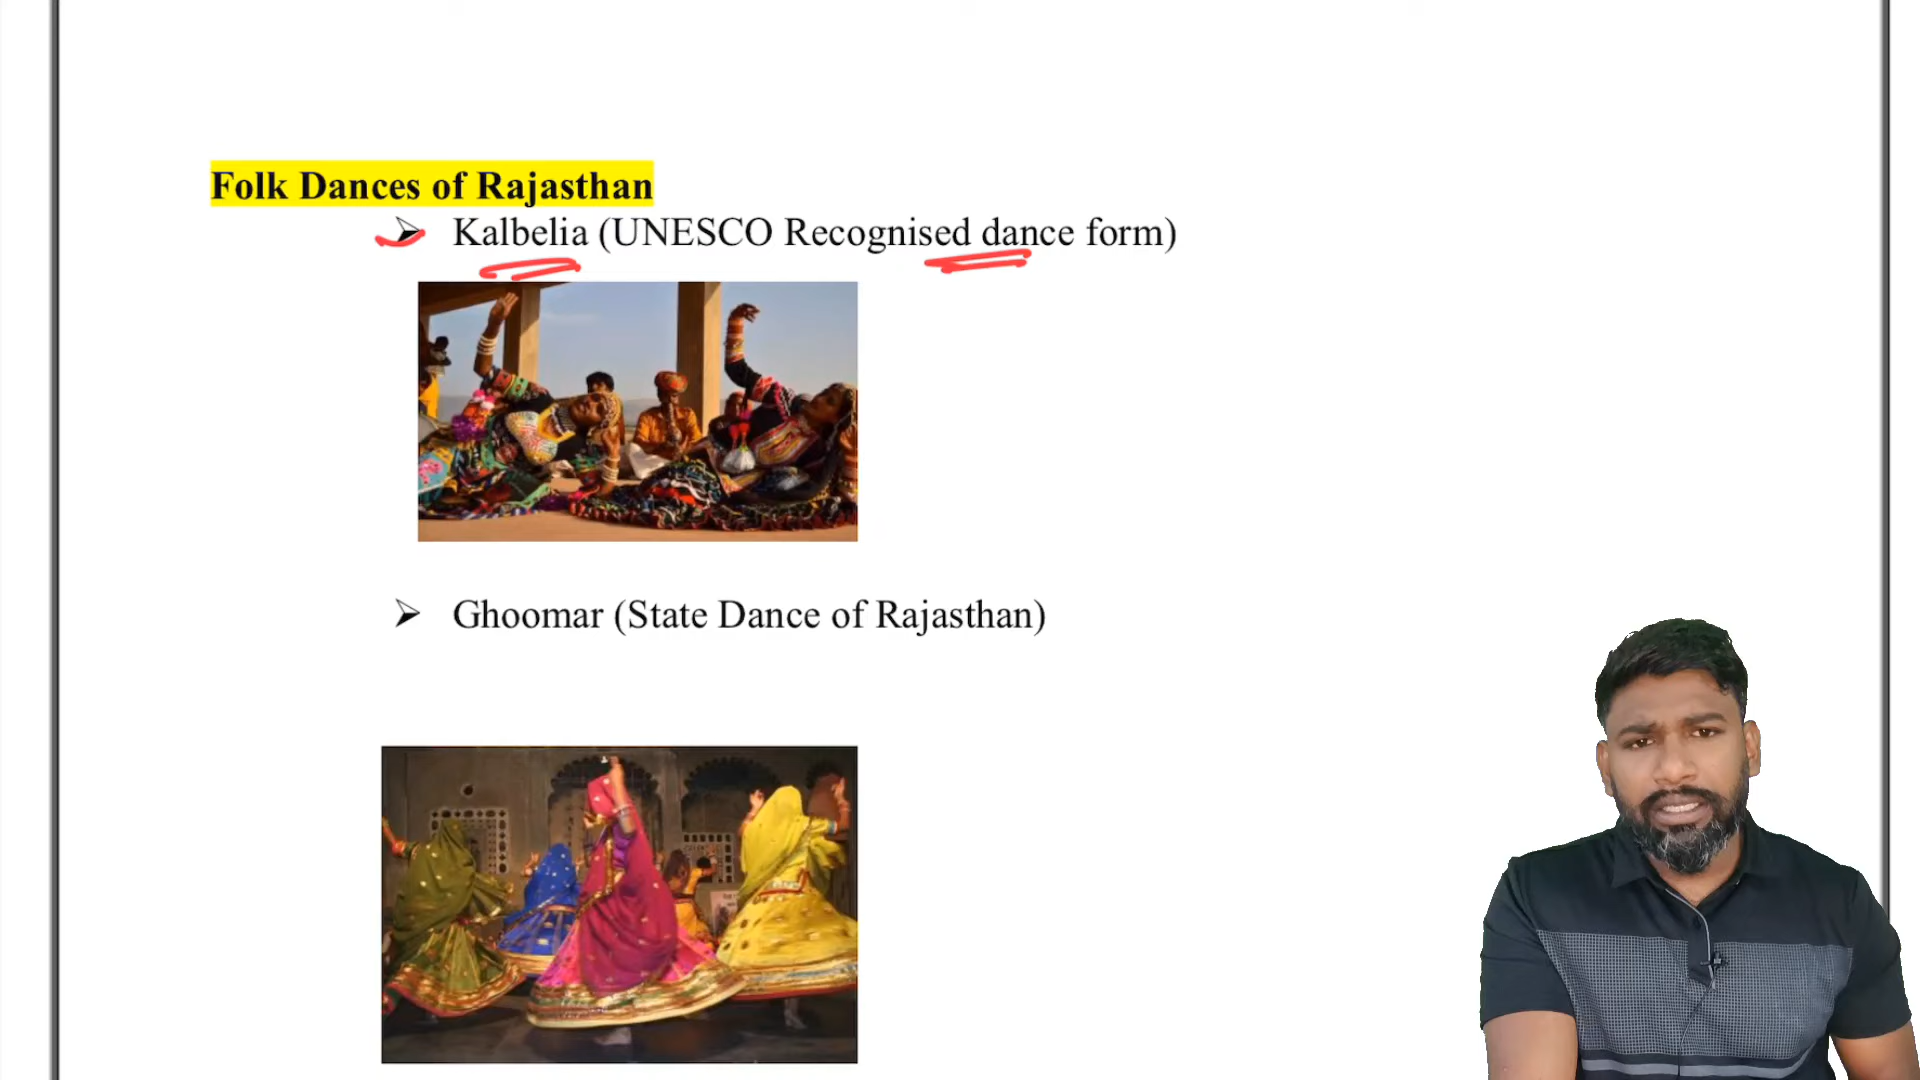 Folk Dances of Rajasthan
Kalbelia (UNESCO Recognised dance form)
Ghoomar (State Dance of Rajasthan)